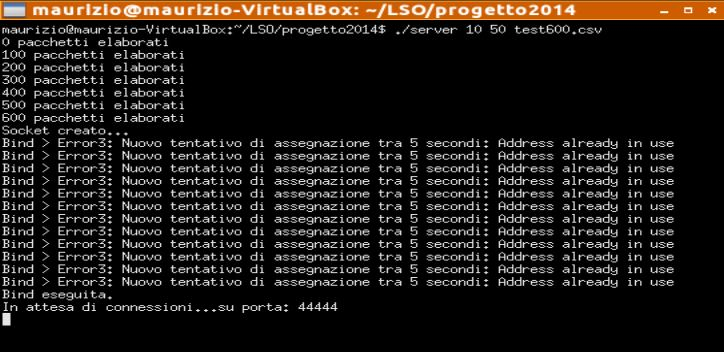 maurizio@maurizio-VirtualBox: ~/LSO/progetto2014
maurizio@maurizio-VirtualBox:~/LSO/progetto2014$ ./server 10 50 test600.csv
0 pacchetti elaborati
100 pacchetti elaborati
200 pacchetti elaborati
300 pacchetti elaborati
400 pacchetti elaborati
500 pacchetti elaborati
600 pacchetti elaborati
Socket creato...
Bind > Error3: Nuovo tentativo di assegnazione tra 5 secondi: Address already in use
Bind > Error3: Nuovo tentativo di assegnazione tra 5 secondi: Address already in use
Bind > Error3: Nuovo tentativo di assegnazione tra 5 secondi: Address already in use
Bind > Error3: Nuovo tentativo di assegnazione tra 5 secondi: Address already in use
Bind > Error3: Nuovo tentativo di assegnazione tra 5 secondi: Address already in use
Bind > Error3: Nuovo tentativo di assegnazione tra 5 secondi: Address already in use
Bind > Error3: Nuovo tentativo di assegnazione tra 5 secondi: Address already in use
Bind > Error3: Nuovo tentativo di assegnazione tra 5 secondi: Address already in use
Bind > Error3: Nuovo tentativo di assegnazione tra 5 secondi: Address already in use
Bind > Error3: Nuovo tentativo di assegnazione tra 5 secondi: Address already in use
Bind > Error3: Nuovo tentativo di assegnazione tra 5 secondi: Address already in use
Bind > Error3: Nuovo tentativo di assegnazione tra 5 secondi: Address already in use
Bind eseguita.
In attesa di connessioni...su porta: 44444